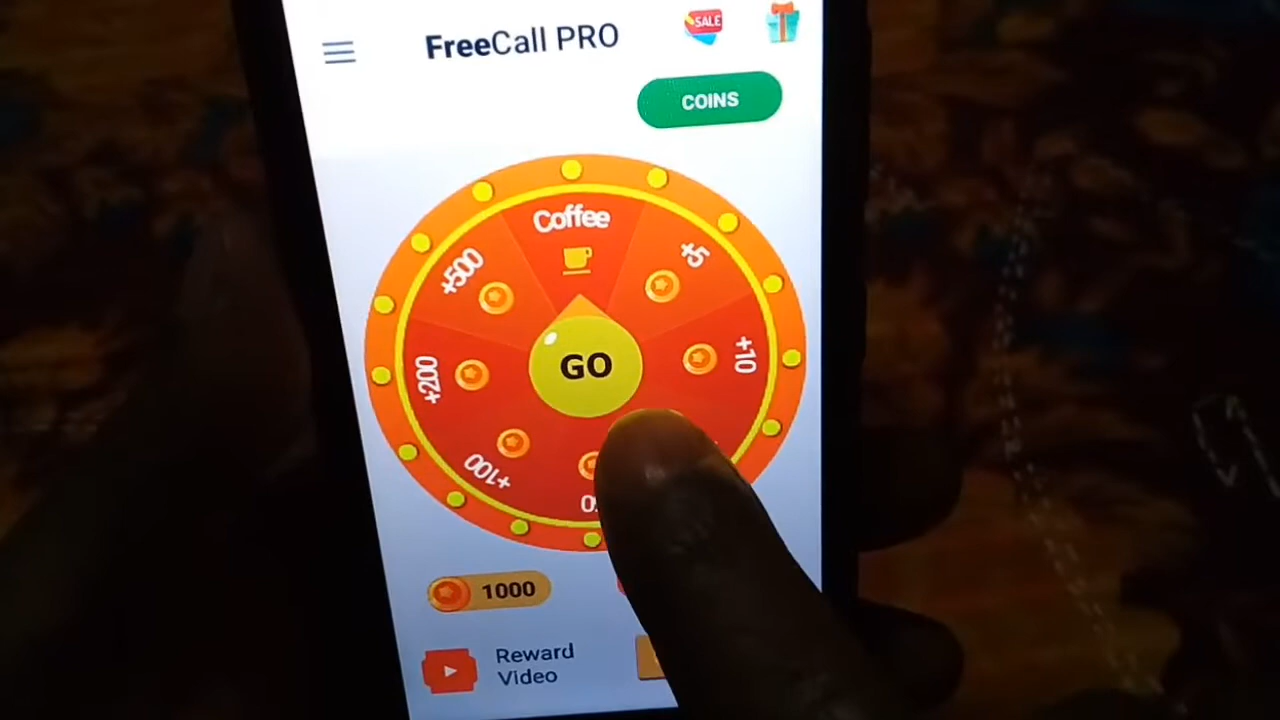 FreeCall PRO
SALE
COINS
Coffee
+5
+500
+10
+200
+100
GO
1000
Reward
Video